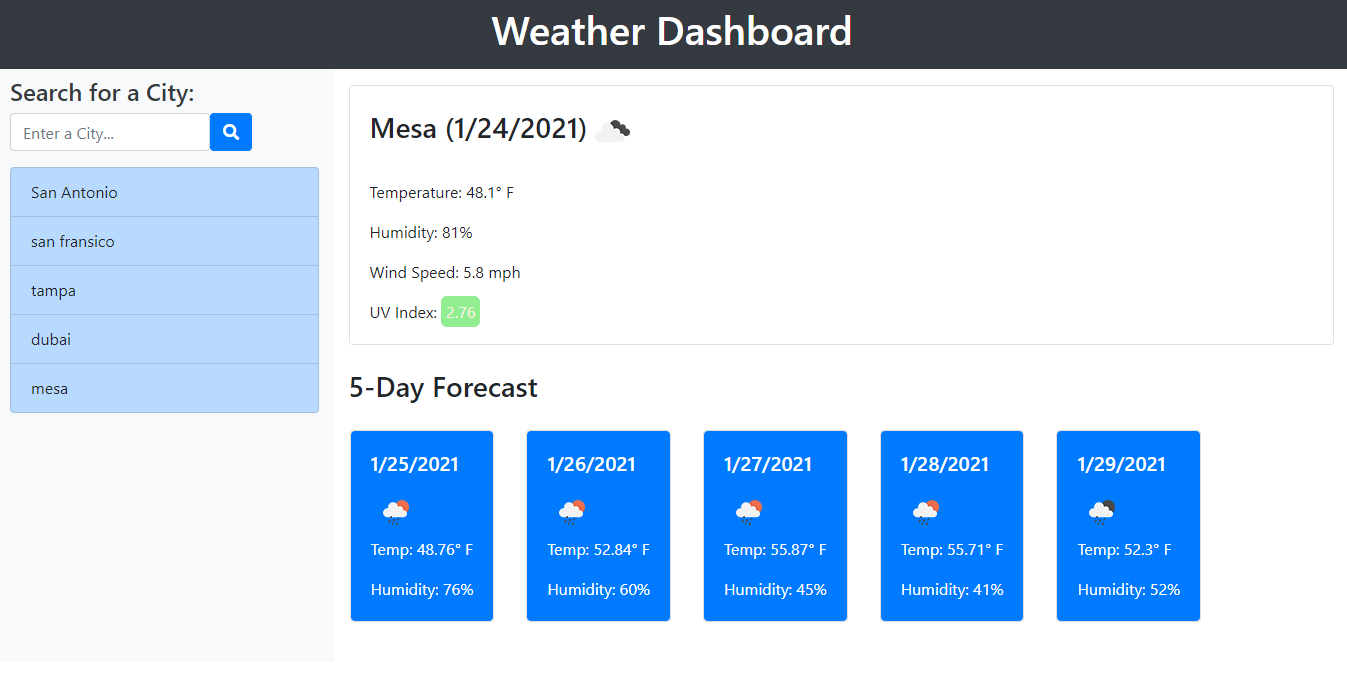 Weather Dashboard
Search for a City:
Enter a City...
San Antonio
san fransico
tampa
dubai
mesa
Mesa (1/24/2021)
Temperature: 48.1° F
Humidity: 81%
Wind Speed: 5.8 mph
UV Index: 2.76
5-Day Forecast
1/25/2021
Temp: 48.76° F
Humidity: 76%
1/26/2021
Temp: 52.84° F
Humidity: 60%
1/27/2021
Temp: 55.87° F
Humidity: 45%
1/28/2021
Temp: 55.71° F
Humidity: 41%
1/29/2021
Temp: 52.3° F
Humidity: 52%